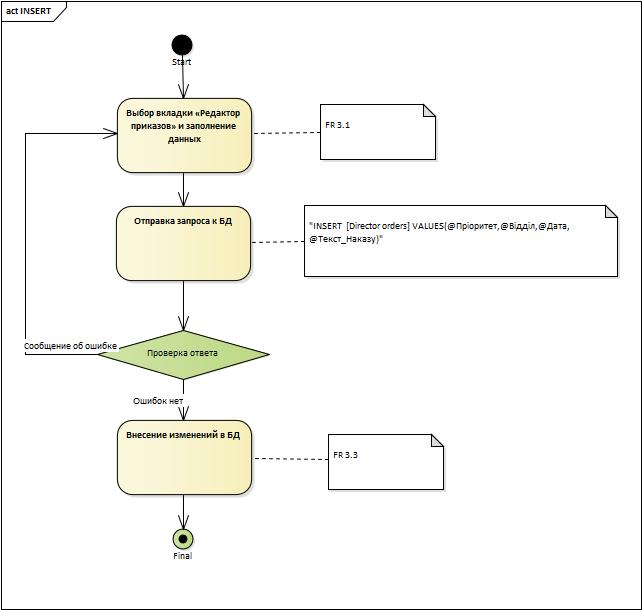 act INSERT
Start
Выбор вкладки «Редактор
приказов» и заполнение
данных
FR 3.1
Отправка запроса к БД
"INSERT [Director orders] VALUES(@Пріоритет,@Відділ,@Дата,
@Текст_Наказу)"
Сообщение об ошибке
Проверка ответа
Ошибок нет
Внесение изменений в БД
FR 3.3
Final